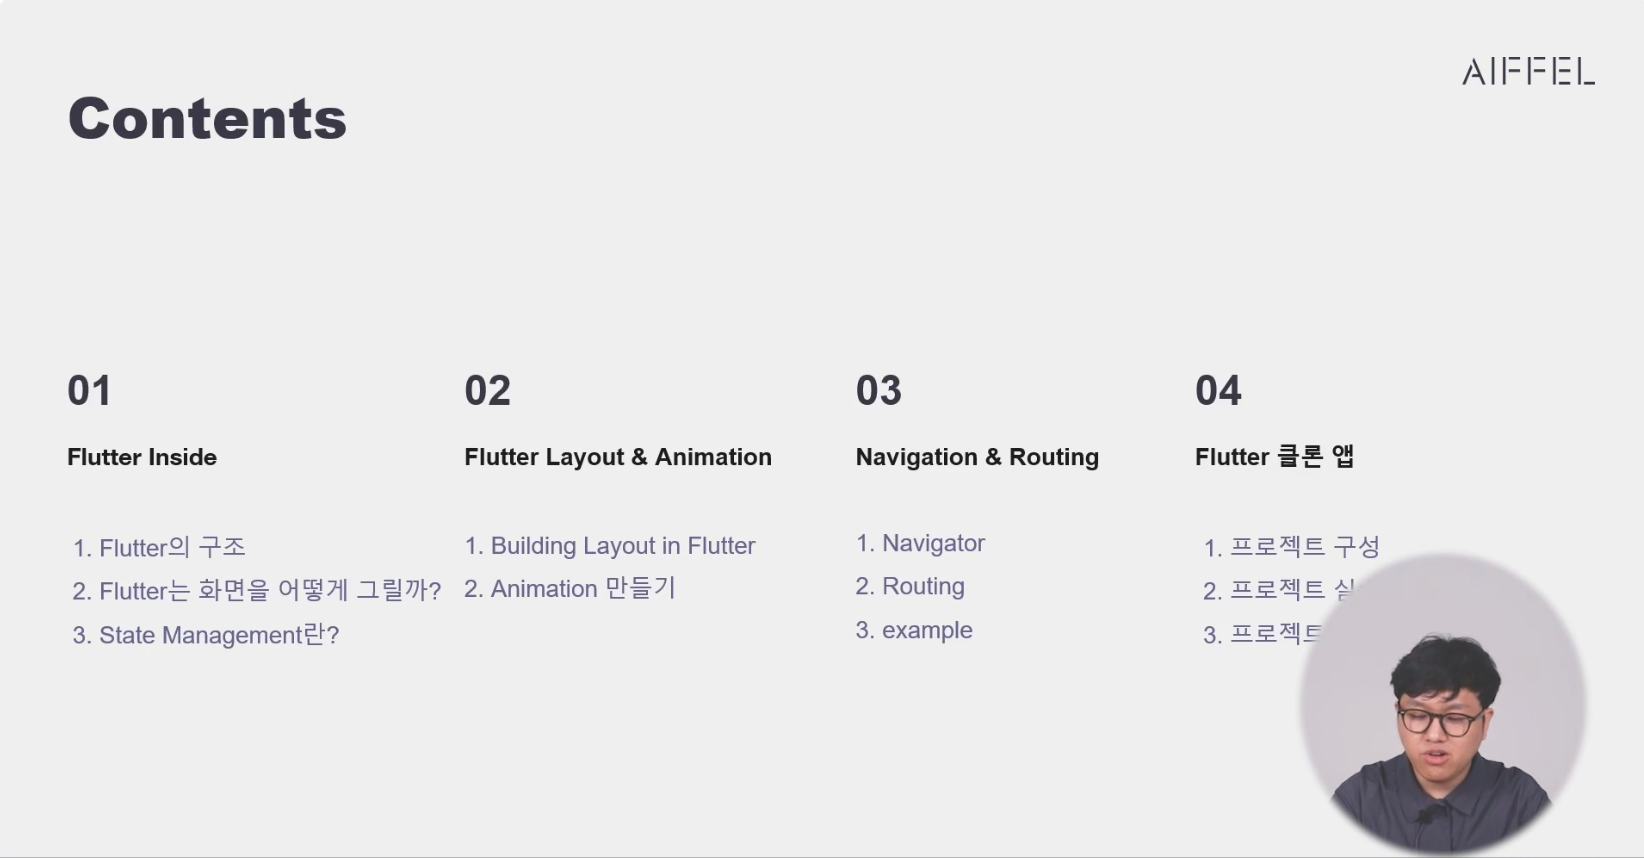 AIFFEL
Contents
01
Flutter Inside
1. Flutter의 구조
2. Flutter는 화면을 어떻게 그릴까?
3. State Management란?
02
Flutter Layout & Animation
1. Building Layout in Flutter
2. Animation 만들기
03
Navigation & Routing
1. Navigator
2. Routing
3. example
04
Flutter 클론 앱
1. 프로젝트 구성
2. 프로젝트
3. 프로젝트